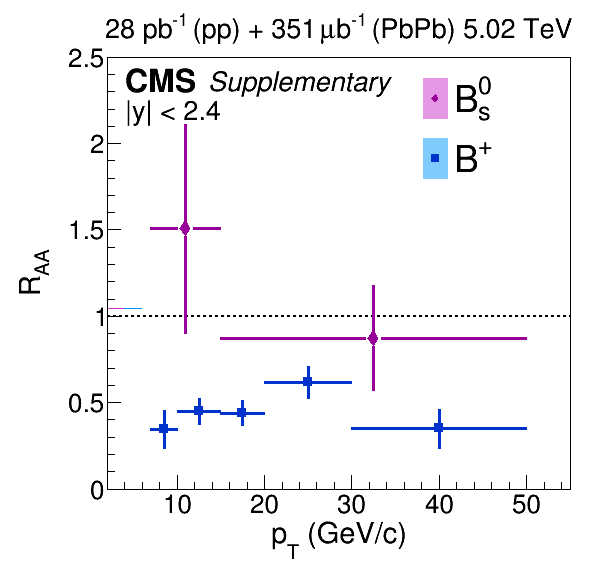 28 pb⁻¹ (pp) + 351 μb⁻¹ (PbPb) 5.02 TeV
CMS Supplementary
|y| < 2.4
B⁰ₛ
B⁺
R_AA
2.5
2
1.5
1
0.5
0
10 20 30 40 50
p_T (GeV/c)